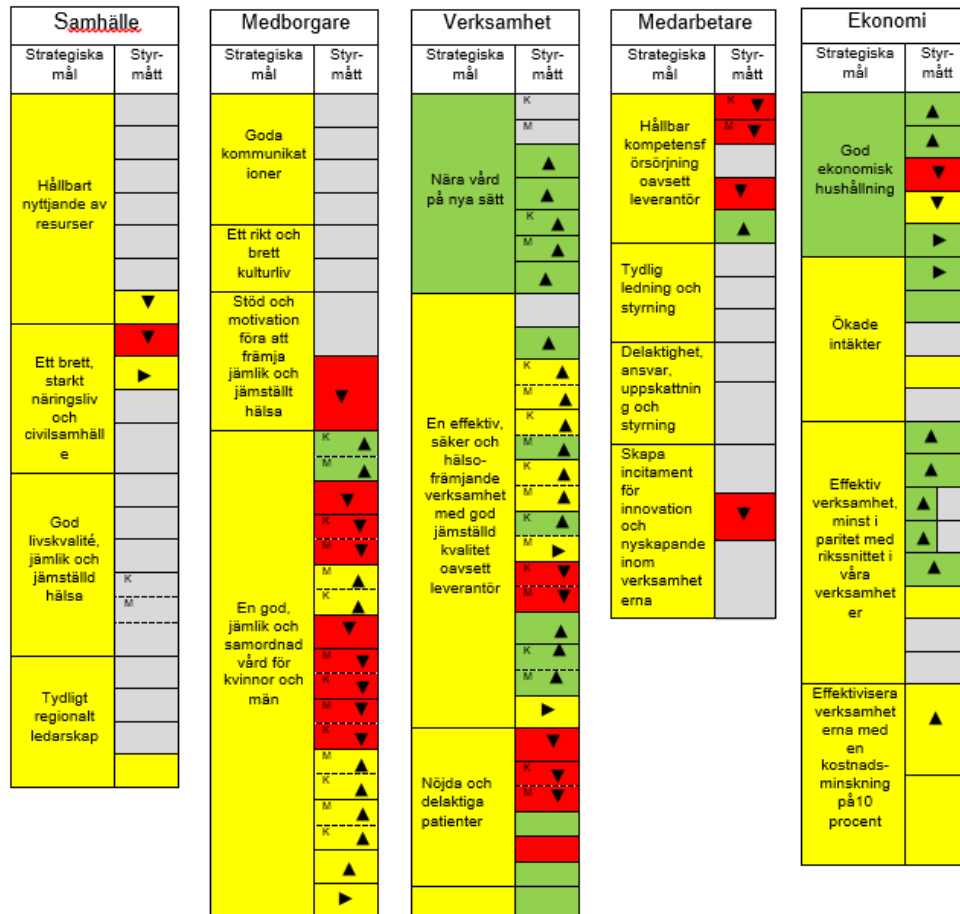 Samhälle
Strategiska
mål
Styr-
mått
Hållbart
nyttjande av
resurser
Ett brett,
starkt
näringsliv
och
civilsamhäll
e
God
livskvalité,
jämlik och
jämställd
hälsa
K
M
Tydligt
regionalt
ledarskap
Medborgare
Strategiska
mål
Styr-
mått
Goda
kommunikat
ioner
Ett rikt och
brett
kulturliv
Stöd och
motivation
föra att
främja
jämlik och
jämställt
hälsa
En god,
jämlik och
samordnad
vård för
kvinnor och
män
K
M
K
M
M
K
M
K
M
K
M
K
M
K
Verksamhet
Strategiska
mål
Styr-
mått
Nära vård
på nya sätt
K
M
K
M
En effektiv,
säker och
hälso-
främjande
verksamhet
med god
jämställd
kvalitet
oavsett
leverantör
K
M
K
M
K
M
K
M
K
M
K
M
Nöjda och
delaktiga
patienter
K
M
Medarbetare
Strategiska
mål
Styr-
mått
Hållbar
kompetensf
örsörjning
oavsett
leverantör
K
M
Tydlig
ledning och
styrning
Delaktighet,
ansvar,
uppskattnin
g och
styrning
Skapa
incitament
för
innovation
och
nyskapande
inom
verksamhet
erna
Ekonomi
Strategiska
mål
Styr-
mått
God
ekonomisk
hushållning
Ökade
intäkter
Effektiv
verksamhet,
minst i
paritet med
rikssnittet i
våra
verksamhet
er
Effektivisera
verksamhet
erna med
en
kostnads-
minskning
på10
procent